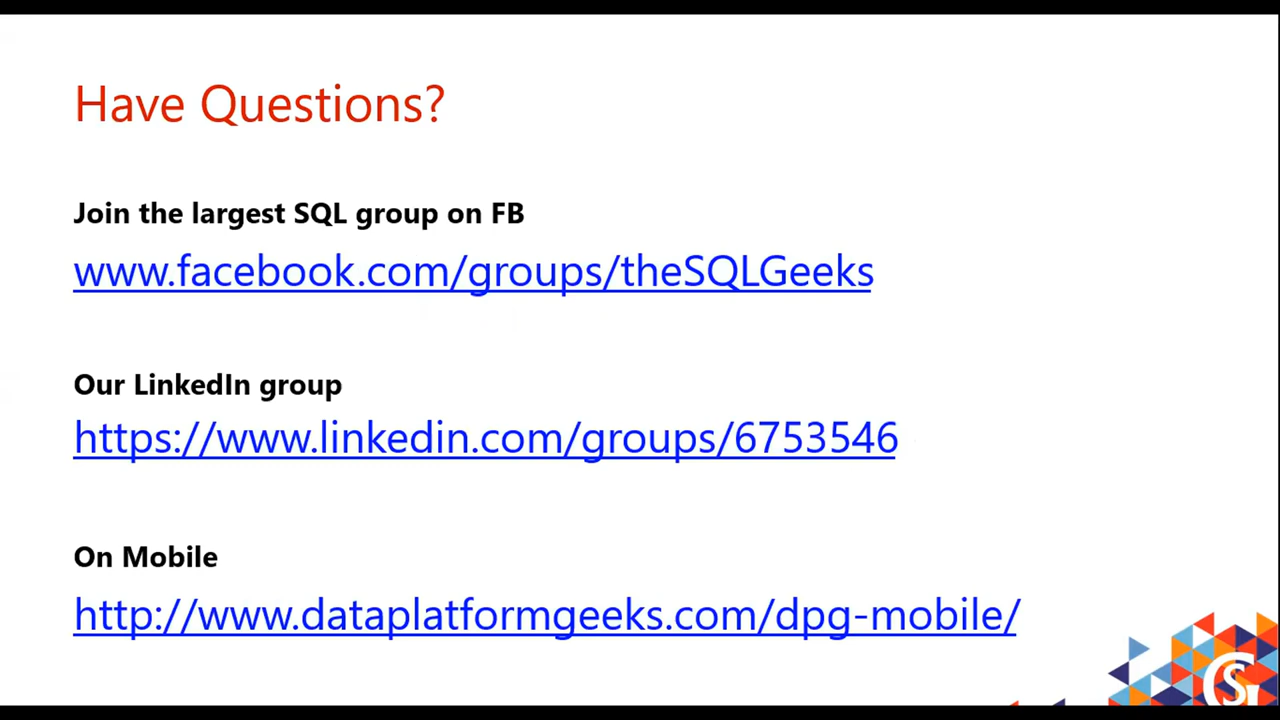 Have Questions?
Join the largest SQL group on FB
www.facebook.com/groups/theSQLGeeks
Our LinkedIn group
https://www.linkedin.com/groups/6753546
On Mobile
http://www.dataplatformgeeks.com/dpg-mobile/